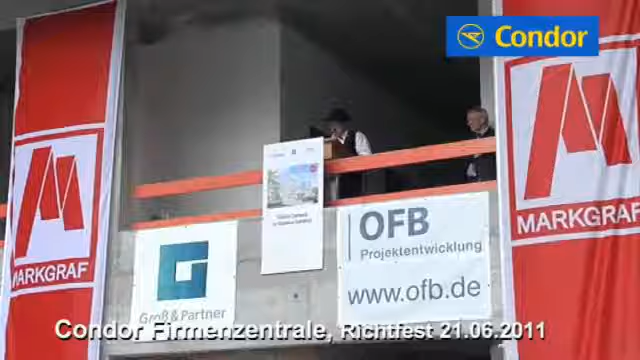 Condor
MARKGRAF
Groß & Partner
OFB
Projektentwicklung
www.ofb.de
MARKGRAF
Condor Firmenzentrale, Richtfest 21.06.2011